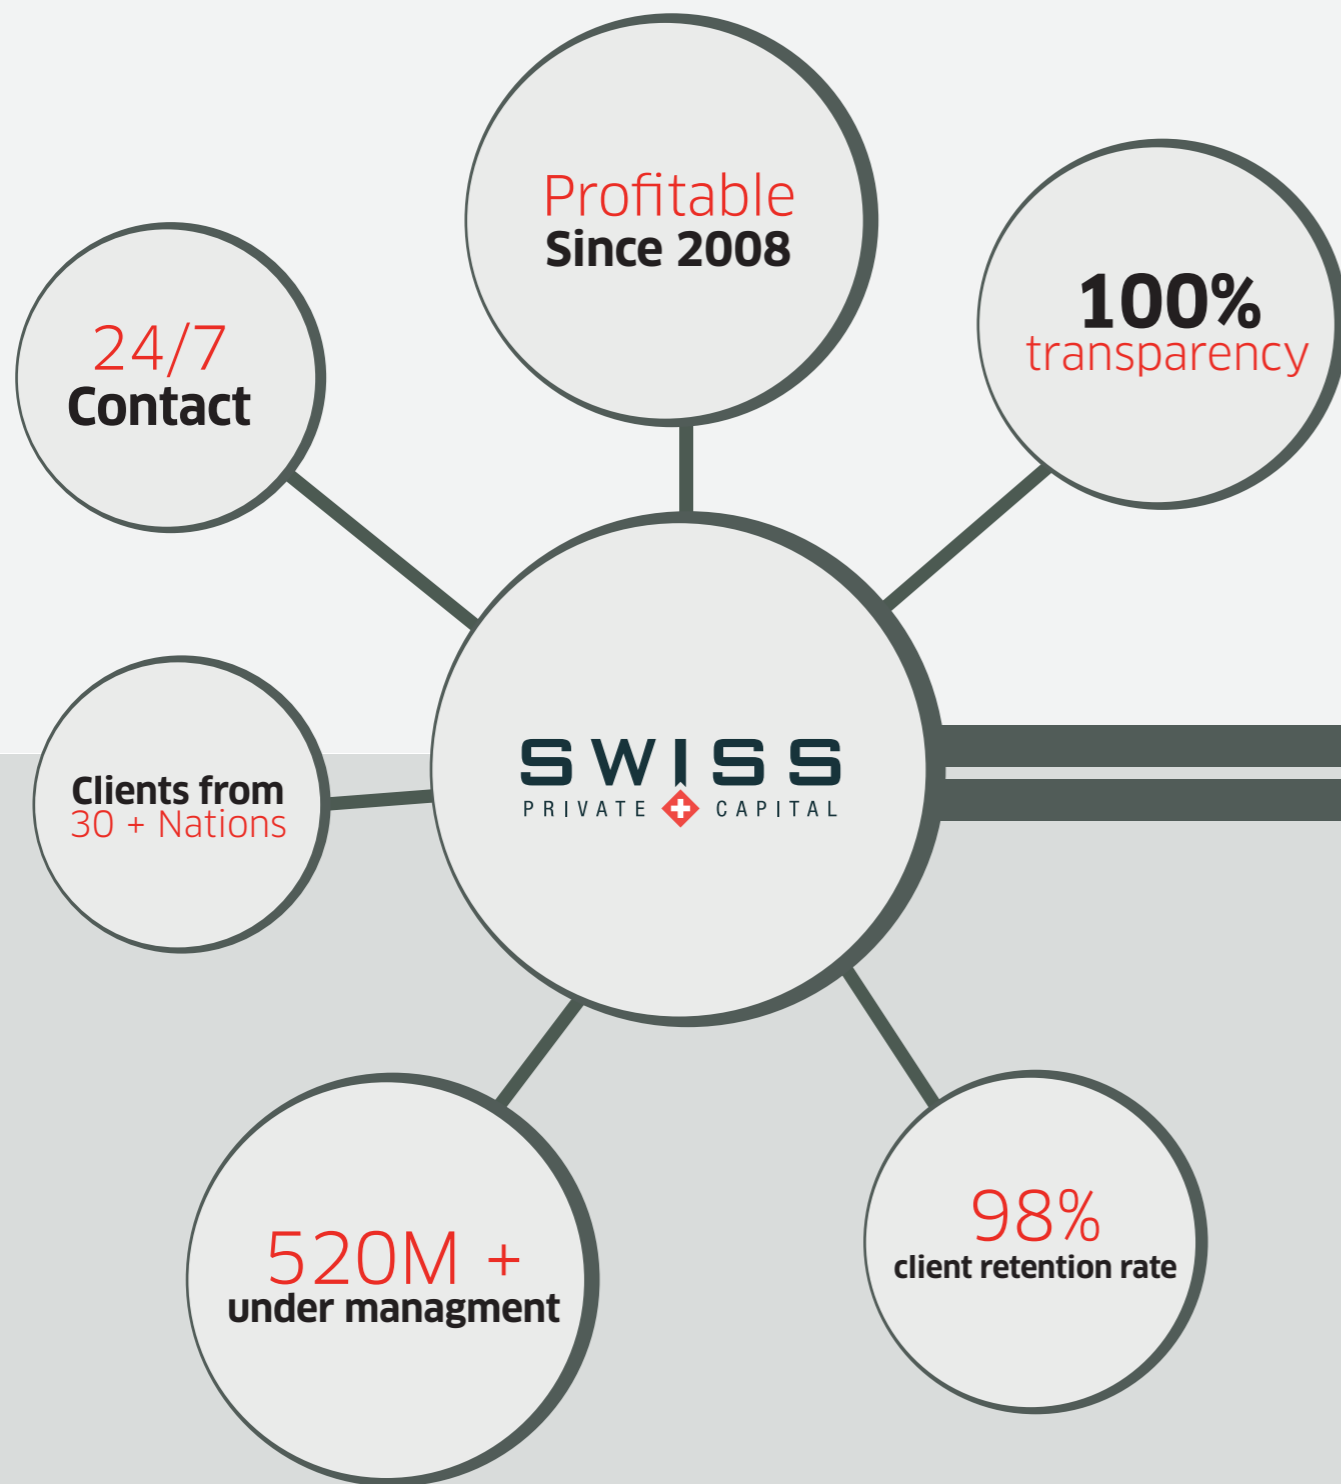 Profitable
Since 2008
100%
transparency
24/7
Contact
SWISS
PRIVATE CAPITAL
Clients from
30 + Nations
520M +
under managment
98%
client retention rate